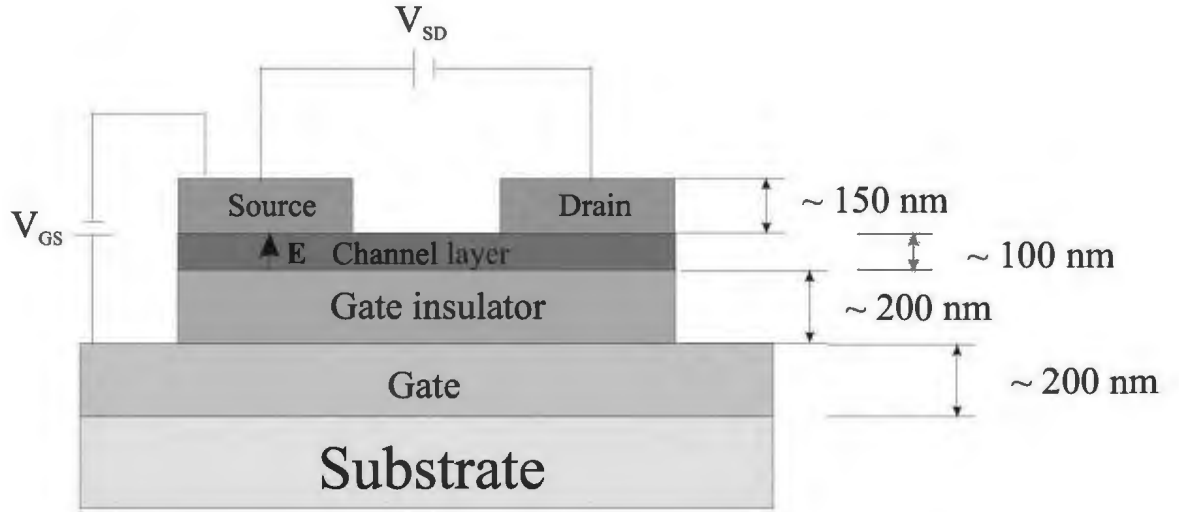 V_SD
Source
Drain
~ 150 nm
V_GS
E Channel layer
~ 100 nm
Gate insulator
~ 200 nm
Gate
~ 200 nm
Substrate